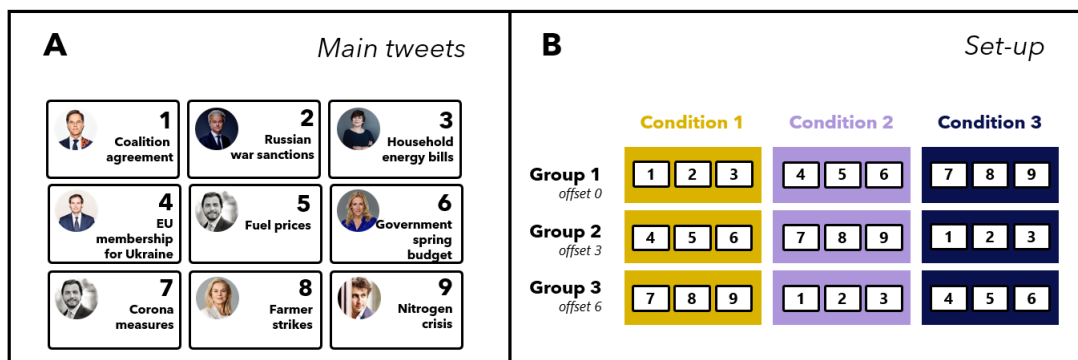 A
Main tweets
1
Coalition
agreement
2
Russian
war sanctions
3
Household
energy bills
4
EU
membership
for Ukraine
5
Fuel prices
6
Government
spring
budget
7
Corona
measures
8
Farmer
strikes
9
Nitrogen
crisis
B
Set-up
Condition 1 Condition 2 Condition 3
Group 1
offset 0
1 2 3 4 5 6 7 8 9
Group 2
offset 3
4 5 6 7 8 9 1 2 3
Group 3
offset 6
7 8 9 1 2 3 4 5 6